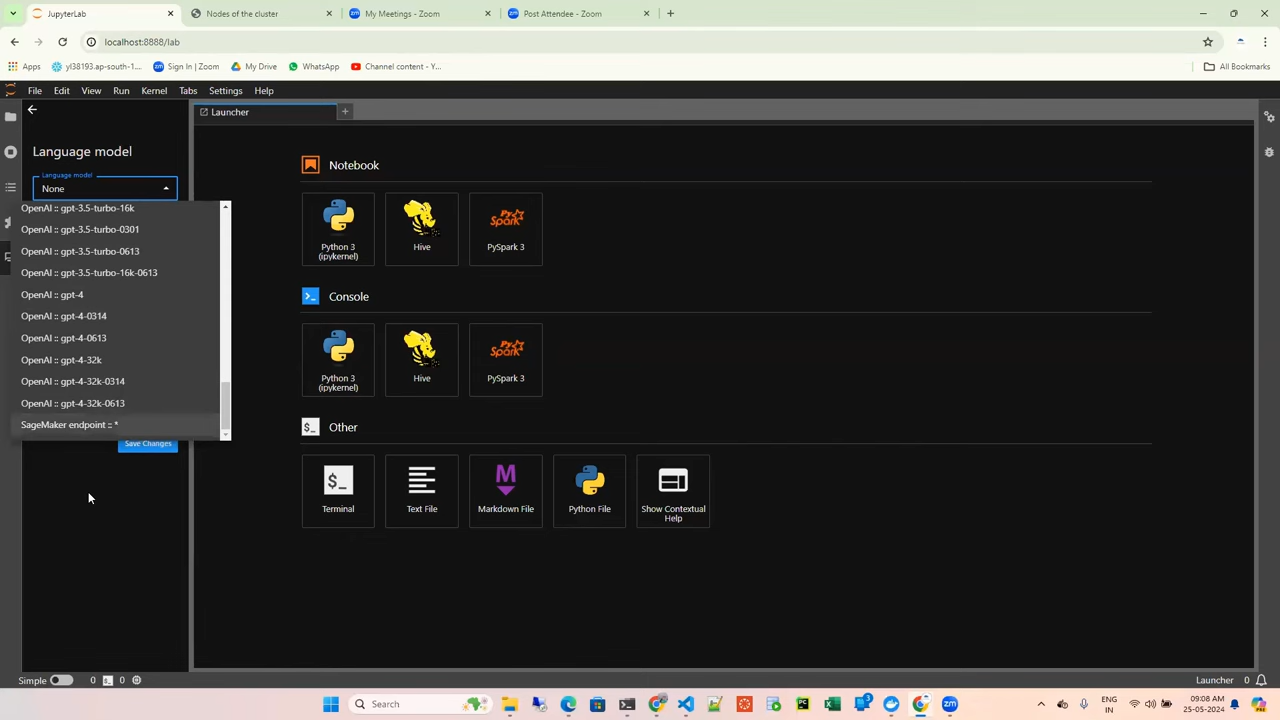 JupyterLab
Nodes of the cluster
My Meetings - Zoom
Post Attendee - Zoom
localhost:8888/lab
Apps
yl38193.ap-south-1...
Sign In | Zoom
My Drive
WhatsApp
Channel content - Y...
All Bookmarks
File
Edit
View
Run
Kernel
Tabs
Settings
Help
Launcher
Language model
Language model
None
OpenAI :: gpt-3.5-turbo-16k
OpenAI :: gpt-3.5-turbo-0301
OpenAI :: gpt-3.5-turbo-0613
OpenAI :: gpt-3.5-turbo-16k-0613
OpenAI :: gpt-4
OpenAI :: gpt-4-0314
OpenAI :: gpt-4-0613
OpenAI :: gpt-4-32k
OpenAI :: gpt-4-32k-0314
OpenAI :: gpt-4-32k-0613
SageMaker endpoint :: *
Save Changes
Notebook
Python 3
(ipykernel)
Hive
Spark
PySpark 3
Console
Python 3
(ipykernel)
Hive
Spark
PySpark 3
Other
$_
Terminal
Text File
M
Markdown File
Python File
Show Contextual
Help
Simple
0
0
Launcher
0
Search
ENG
IN
09:08 AM
25-05-2024